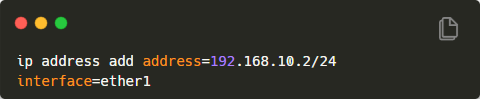 ip address add address=192.168.10.2/24
interface=ether1